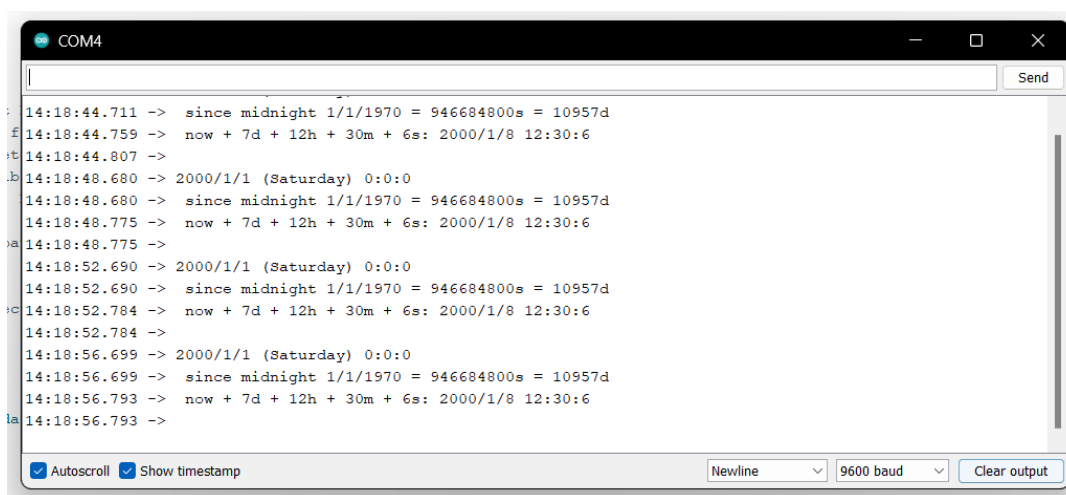 COM4
Send
14:18:44.711 ->  since midnight 1/1/1970 = 946684800s = 10957d
14:18:44.759 ->  now + 7d + 12h + 30m + 6s: 2000/1/8 12:30:6
14:18:44.807 ->
14:18:48.680 -> 2000/1/1 (Saturday) 0:0:0
14:18:48.680 ->  since midnight 1/1/1970 = 946684800s = 10957d
14:18:48.775 ->  now + 7d + 12h + 30m + 6s: 2000/1/8 12:30:6
14:18:48.775 ->
14:18:52.690 -> 2000/1/1 (Saturday) 0:0:0
14:18:52.690 ->  since midnight 1/1/1970 = 946684800s = 10957d
14:18:52.784 ->  now + 7d + 12h + 30m + 6s: 2000/1/8 12:30:6
14:18:52.784 ->
14:18:56.699 -> 2000/1/1 (Saturday) 0:0:0
14:18:56.699 ->  since midnight 1/1/1970 = 946684800s = 10957d
14:18:56.793 ->  now + 7d + 12h + 30m + 6s: 2000/1/8 12:30:6
14:18:56.793 ->
Autoscroll Show timestamp Newline 9600 baud Clear output